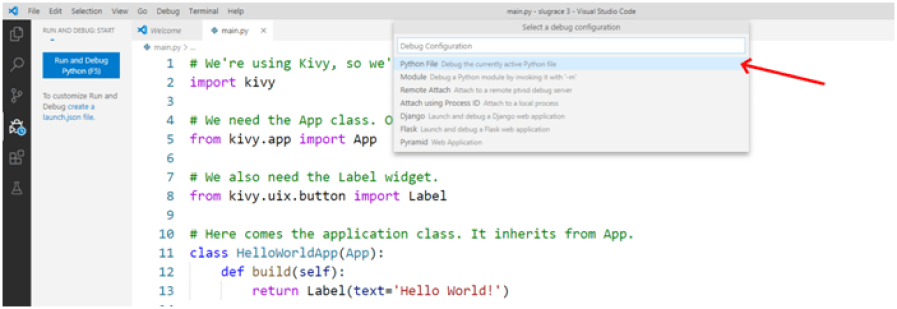 File Edit Selection View Go Debug Terminal Help
main.py - slugrace 3 - Visual Studio Code
RUN AND DEBUG: START
Run and Debug
Python (F5)
To customize Run and
Debug create a
launch.json file.
Welcome
main.py ×
main.py > ...
1 # We're using Kivy, so we'
2 import kivy
3
4 # We need the App class. O
5 from kivy.app import App
6
7 # We also need the Label widget.
8 from kivy.uix.button import Label
9
10 # Here comes the application class. It inherits from App.
11 class HelloWorldApp(App):
12 def build(self):
13 return Label(text='Hello World!')
Select a debug configuration
Debug Configuration
Python File Debug the currently active Python file
Module Debug a Python module by invoking it with '-m'
Remote Attach Attach to a remote ptvsd debug server
Attach using Process ID Attach to a local process
Django Launch and debug a Django web application
Flask Launch and debug a Flask web application
Pyramid Web Application